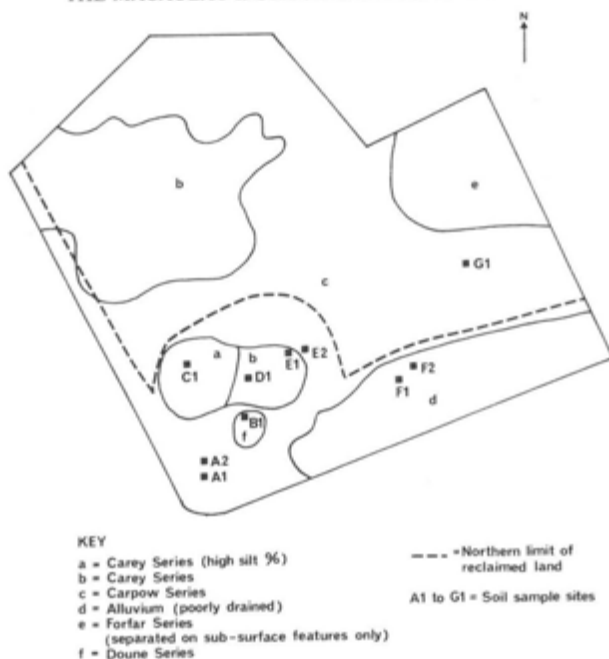 N
b
e
G1
c
a
b
E1
E2
C1
D1
F2
F1
d
B1
f
A2
A1
KEY
a = Carey Series (high silt %)
b = Carey Series
c = Carpow Series
d = Alluvium (poorly drained)
e = Forfar Series
(separated on sub-surface features only)
f = Doune Series
--- =Northern limit of
reclaimed land
A1 to G1 = Soil sample sites